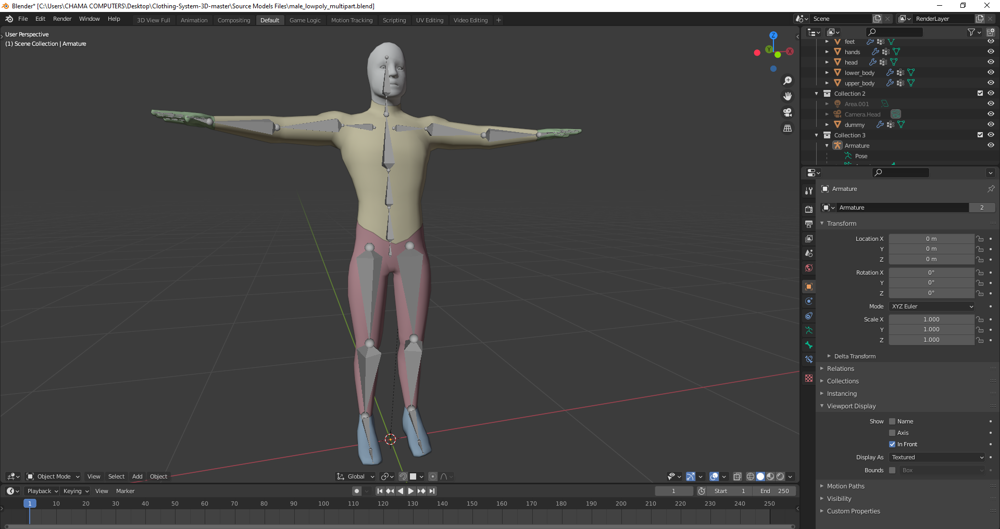 Blender* [C:\Users\CHAMA COMPUTERS\Desktop\Clothing-System-3D-master\Source Models Files\male_lowpoly_multipart.blend]
File Edit Render Window Help 3D View Full Animation Compositing Default Game Logic Motion Tracking Scripting UV Editing Video Editing + Scene RenderLayer
User Perspective
(1) Scene Collection | Armature
Z
Y
X
feet
hands
head
lower_body
upper_body
Collection 2
Area.001
Camera.Head
dummy
Collection 3
Armature
Pose
Armature
Armature 2
Transform
Location X 0 m
Y 0 m
Z 0 m
Rotation X 0°
Y 0°
Z 0°
Mode XYZ Euler
Scale X 1.000
Y 1.000
Z 1.000
Delta Transform
Relations
Collections
Instancing
Viewport Display
Show Name
Axis
In Front
Display As Textured
Bounds Box
Motion Paths
Visibility
Custom Properties
Object Mode View Select Add Object Global
Playback Keying View Marker 1 Start 1 End 250
1 10 20 30 40 50 60 70 80 90 100 110 120 130 140 150 160 170 180 190 200 210 220 230 240 250